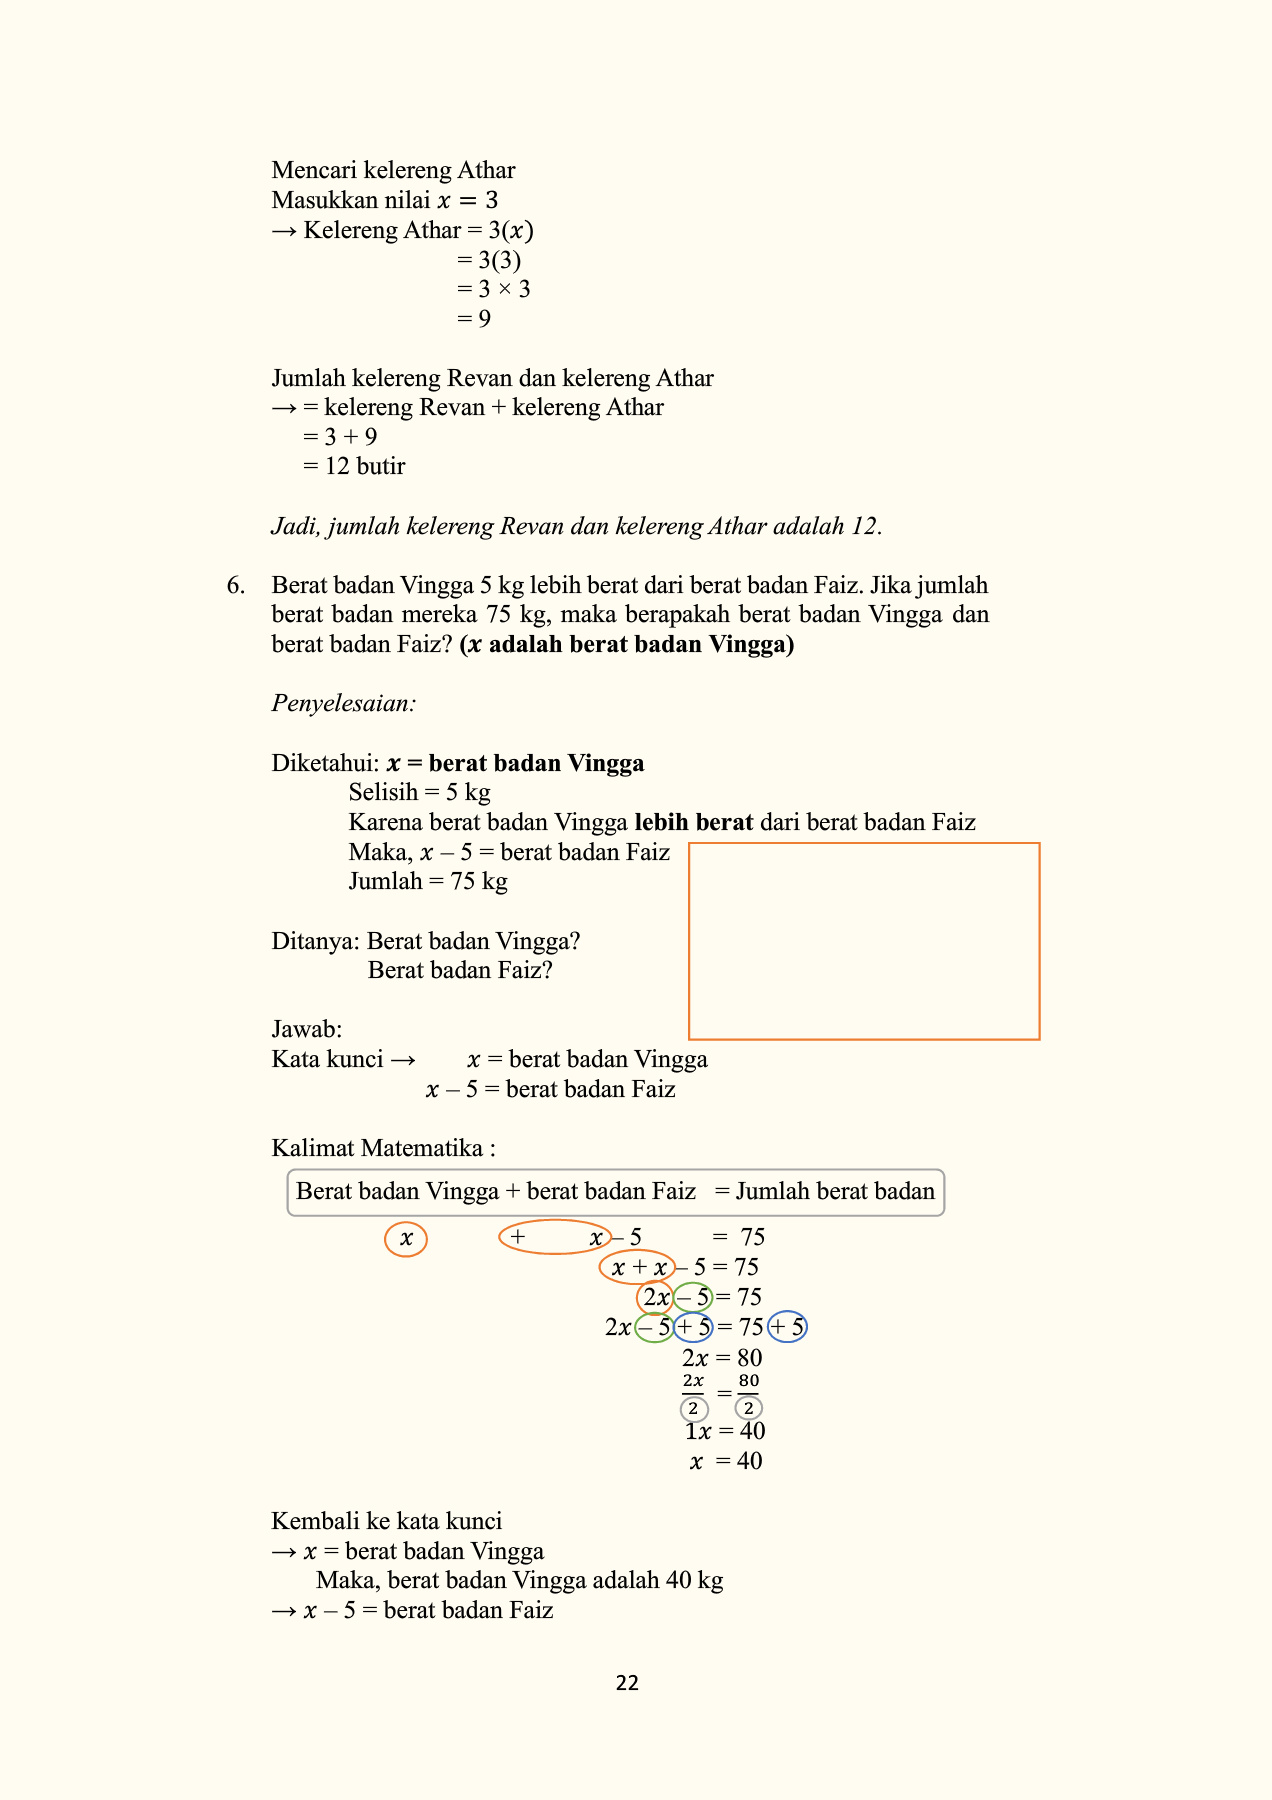 Mencari kelereng Athar
Masukkan nilai x = 3
→ Kelereng Athar = 3(x)
= 3(3)
= 3 × 3
= 9
Jumlah kelereng Revan dan kelereng Athar
→ = kelereng Revan + kelereng Athar
= 3 + 9
= 12 butir
Jadi, jumlah kelereng Revan dan kelereng Athar adalah 12.
6. Berat badan Vingga 5 kg lebih berat dari berat badan Faiz. Jika jumlah
berat badan mereka 75 kg, maka berapakah berat badan Vingga dan
berat badan Faiz? (x adalah berat badan Vingga)
Penyelesaian:
Diketahui: x = berat badan Vingga
Selisih = 5 kg
Karena berat badan Vingga lebih berat dari berat badan Faiz
Maka, x – 5 = berat badan Faiz
Jumlah = 75 kg
Ditanya: Berat badan Vingga?
Berat badan Faiz?
Jawab:
Kata kunci → x = berat badan Vingga
x – 5 = berat badan Faiz
Kalimat Matematika :
Berat badan Vingga + berat badan Faiz = Jumlah berat badan
x + x – 5 = 75
x + x – 5 = 75
2x – 5 = 75
2x – 5 + 5 = 75 + 5
2x = 80
2x/2 = 80/2
1x = 40
x = 40
Kembali ke kata kunci
→ x = berat badan Vingga
Maka, berat badan Vingga adalah 40 kg
→ x – 5 = berat badan Faiz
22